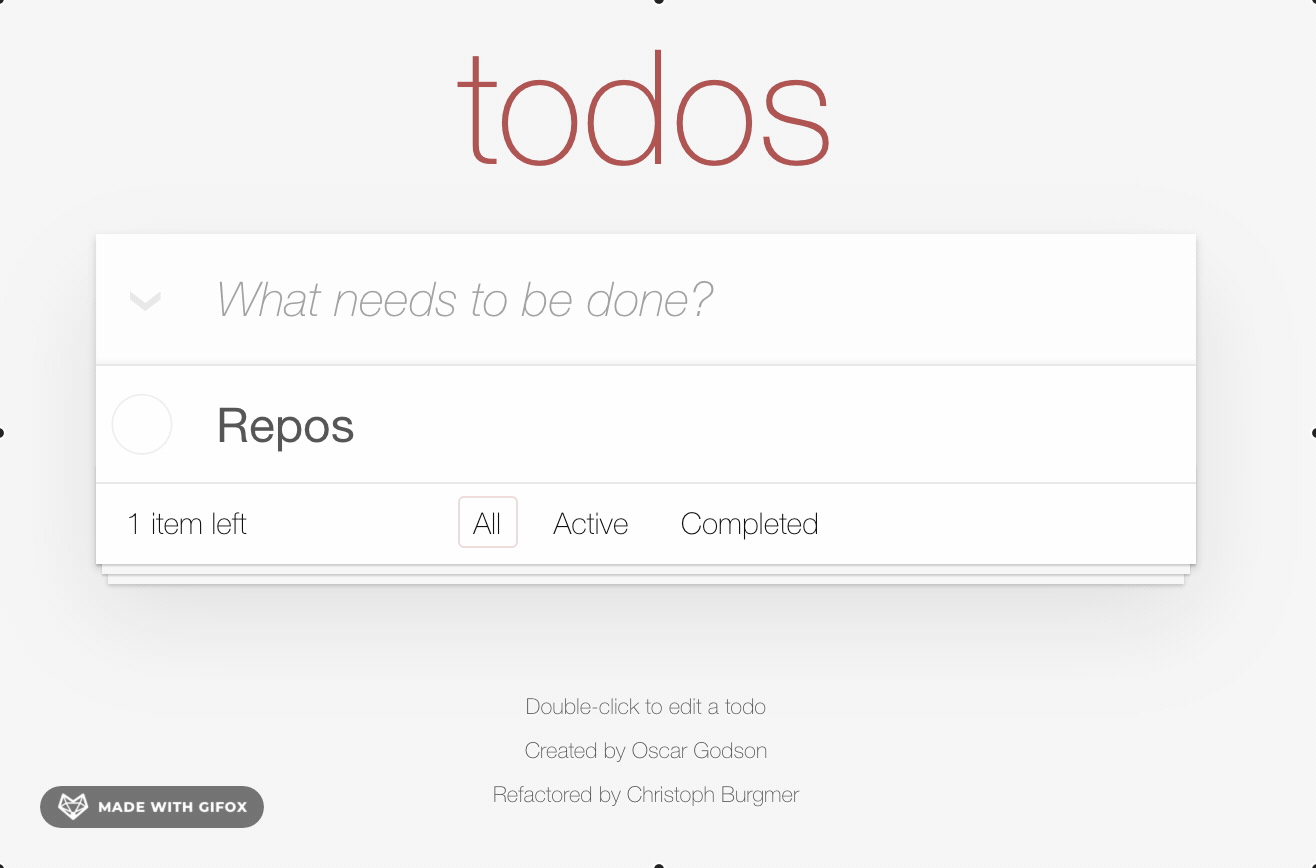 todos
What needs to be done?
Repos
1 item left All Active Completed
Double-click to edit a todo
Created by Oscar Godson
Refactored by Christoph Burgmer
MADE WITH GIFOX